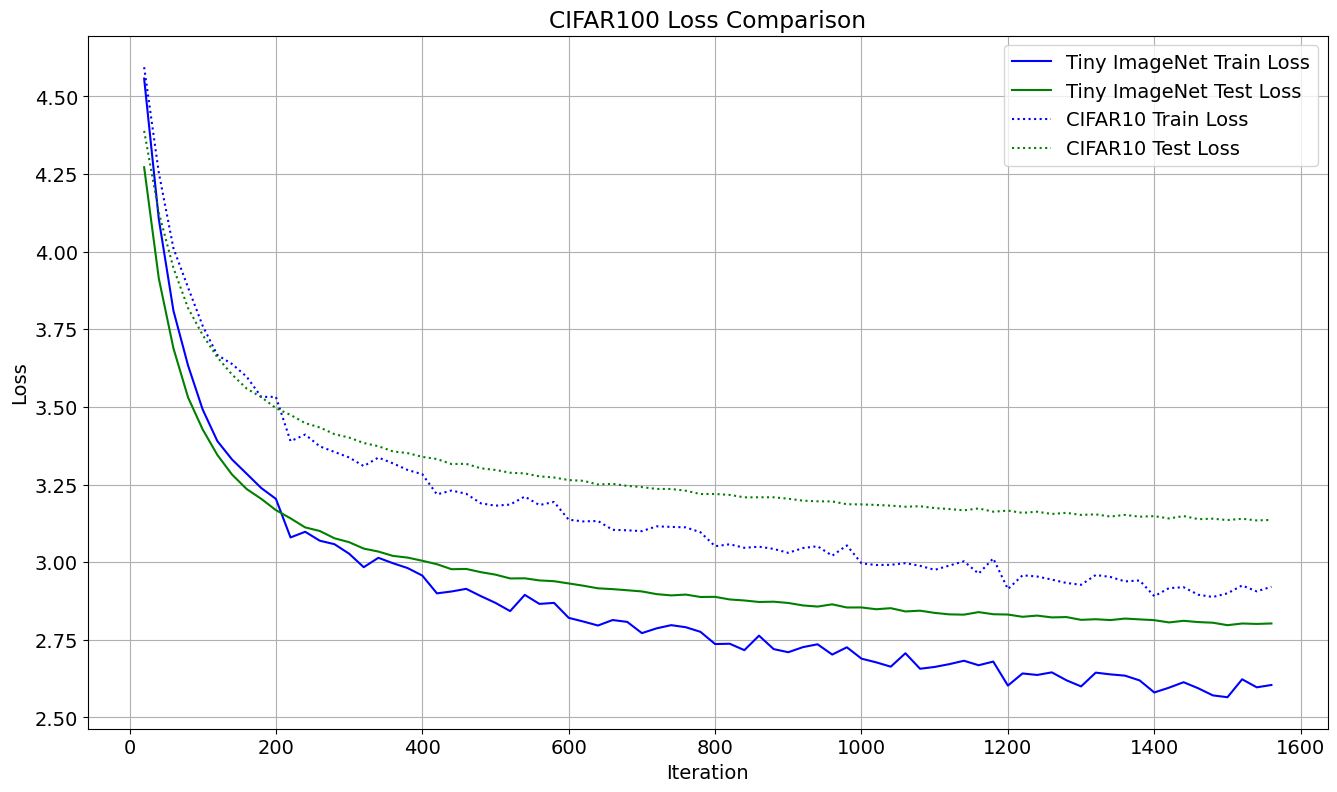 CIFAR100 Loss Comparison
Tiny ImageNet Train Loss
Tiny ImageNet Test Loss
CIFAR10 Train Loss
CIFAR10 Test Loss
4.50
4.25
4.00
3.75
3.50
3.25
3.00
2.75
2.50
Loss
0 200 400 600 800 1000 1200 1400 1600
Iteration